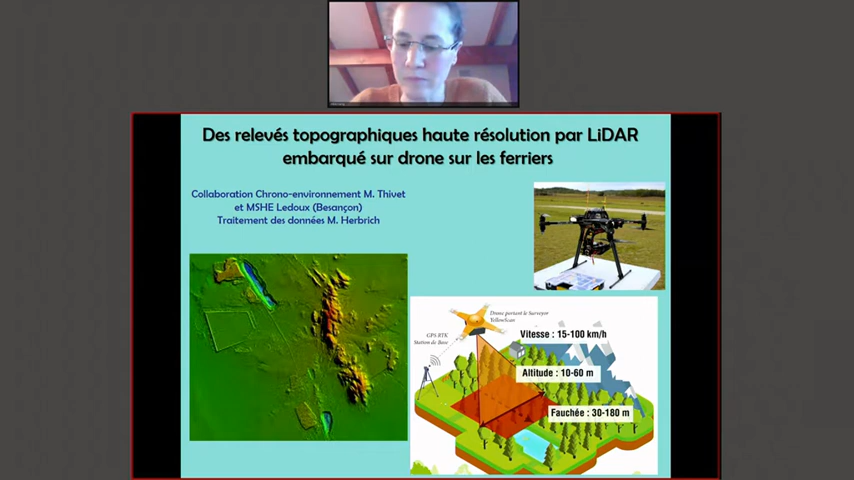 Des relevés topographiques haute résolution par LiDAR
embarqué sur drone sur les ferriers
Collaboration Chrono-environnement M. Thivet
et MSHE Ledoux (Besançon)
Traitement des données M. Herbrich
Drone portant le Surveyor
YellowScan
GPS RTK
Station de Base
Vitesse : 15-100 km/h
Altitude : 10-60 m
Fauchée : 30-180 m